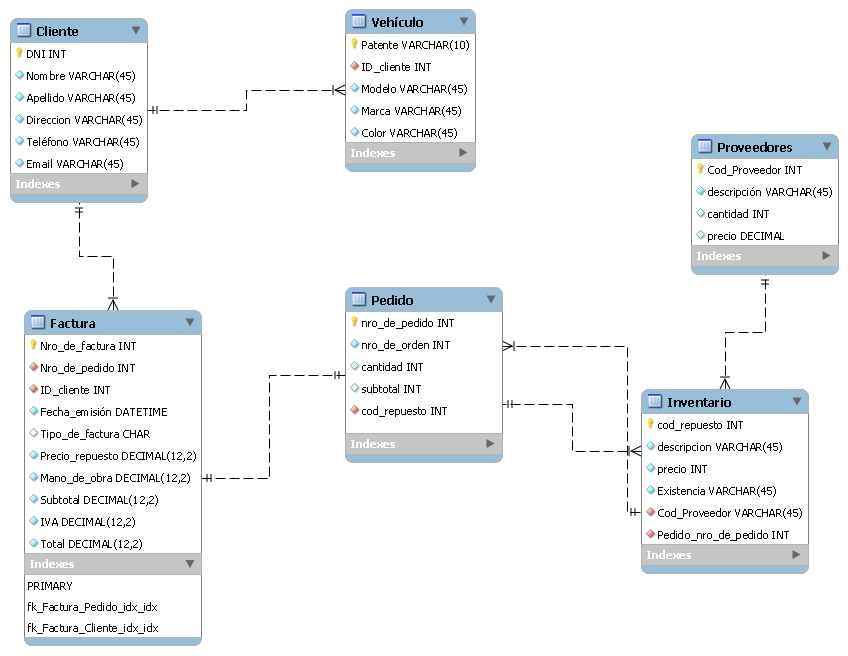 Cliente
DNI INT
Nombre VARCHAR(45)
Apellido VARCHAR(45)
Direccion VARCHAR(45)
Teléfono VARCHAR(45)
Email VARCHAR(45)
Indexes
Vehículo
Patente VARCHAR(10)
ID_cliente INT
Modelo VARCHAR(45)
Marca VARCHAR(45)
Color VARCHAR(45)
Indexes
Proveedores
Cod_Proveedor INT
descripción VARCHAR(45)
cantidad INT
precio DECIMAL
Indexes
Factura
Nro_de_factura INT
Nro_de_pedido INT
ID_cliente INT
Fecha_emisión DATETIME
Tipo_de_factura CHAR
Precio_repuesto DECIMAL(12,2)
Mano_de_obra DECIMAL(12,2)
Subtotal DECIMAL(12,2)
IVA DECIMAL(12,2)
Total DECIMAL(12,2)
Indexes
PRIMARY
fk_Factura_Pedido_idx_idx
fk_Factura_Cliente_idx_idx
Pedido
nro_de_pedido INT
nro_de_orden INT
cantidad INT
subtotal INT
cod_repuesto INT
Indexes
Inventario
cod_repuesto INT
descripcion VARCHAR(45)
precio INT
Existencia VARCHAR(45)
Cod_Proveedor VARCHAR(45)
Pedido_nro_de_pedido INT
Indexes